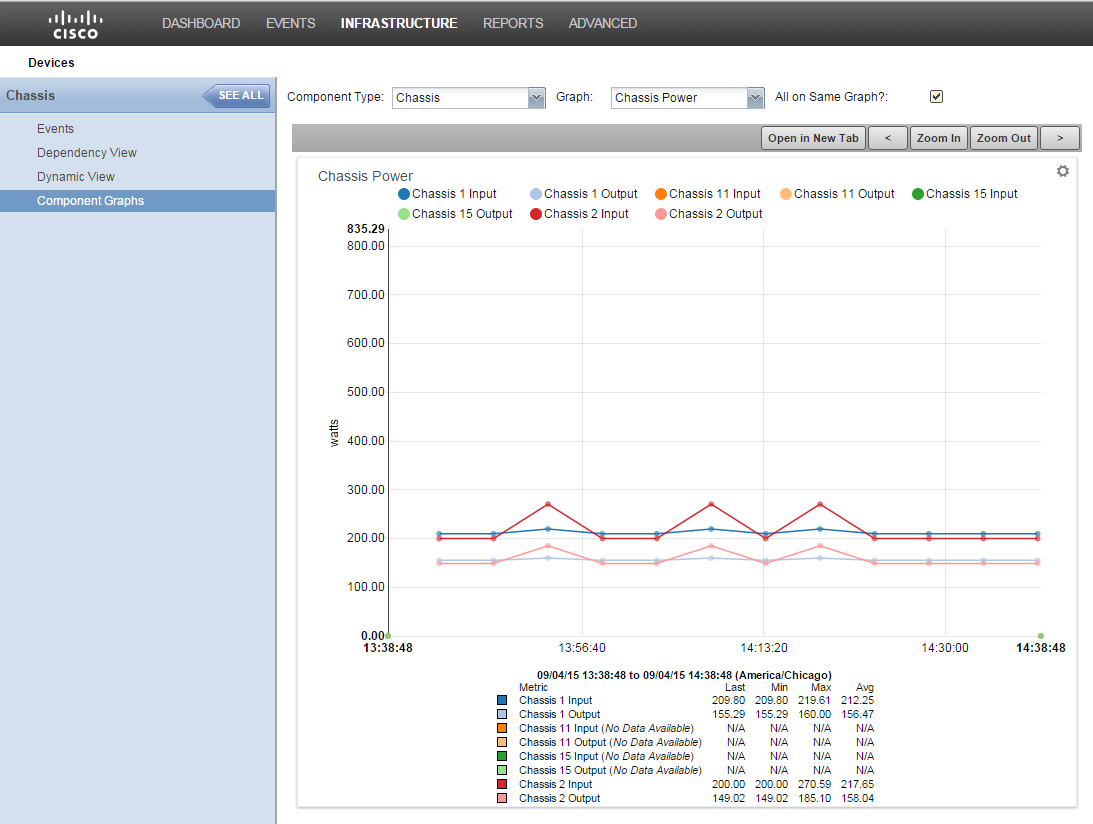 CISCO
DASHBOARD EVENTS INFRASTRUCTURE REPORTS ADVANCED
Devices
Chassis SEE ALL
Events
Dependency View
Dynamic View
Component Graphs
Component Type: Chassis Graph: Chassis Power All on Same Graph?:
Open in New Tab < Zoom In Zoom Out >
Chassis Power
Chassis 1 Input Chassis 1 Output Chassis 11 Input Chassis 11 Output Chassis 15 Input
Chassis 15 Output Chassis 2 Input Chassis 2 Output
835.29
800.00
700.00
600.00
500.00
400.00
300.00
200.00
100.00
0.00
watts
13:38:48 13:56:40 14:13:20 14:30:00 14:38:48
09/04/15 13:38:48 to 09/04/15 14:38:48 (America/Chicago)
Metric Last Min Max Avg
Chassis 1 Input 209.80 209.80 219.61 212.25
Chassis 1 Output 155.29 155.29 160.00 156.47
Chassis 11 Input (No Data Available) N/A N/A N/A N/A
Chassis 11 Output (No Data Available) N/A N/A N/A N/A
Chassis 15 Input (No Data Available) N/A N/A N/A N/A
Chassis 15 Output (No Data Available) N/A N/A N/A N/A
Chassis 2 Input 200.00 200.00 270.59 217.65
Chassis 2 Output 149.02 149.02 185.10 158.04